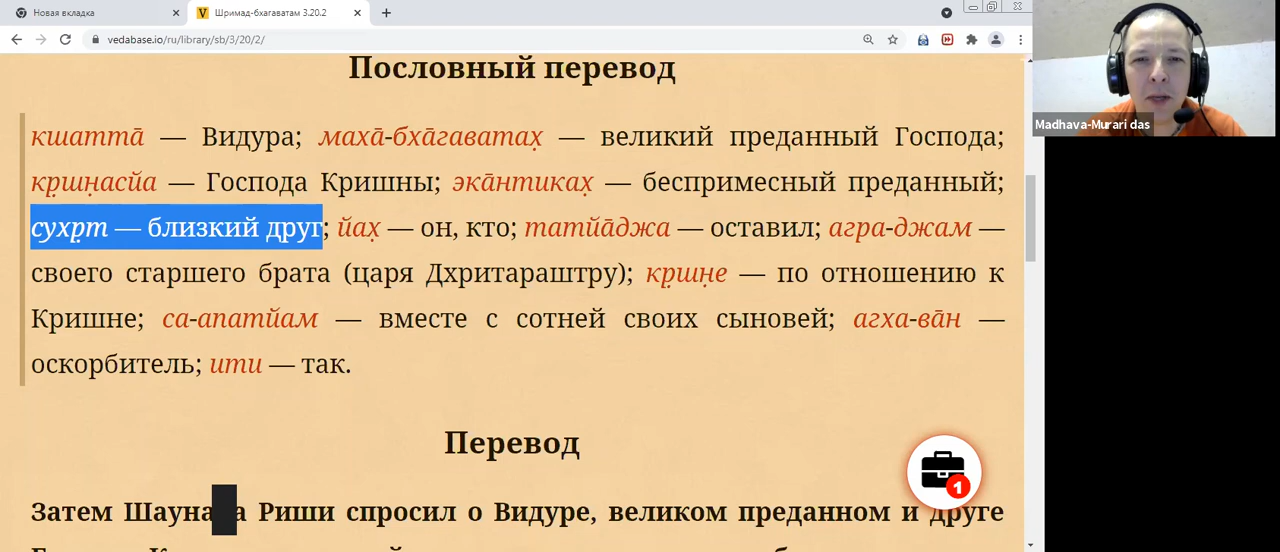 Новая вкладка
Шримад-бхагаватам 3.20.2
vedabase.io/ru/library/sb/3/20/2/
Madhava-Murari das
Пословный перевод
кшатта̄ — Видура; маха̄-бха̄гаватах̣ — великий преданный Господа;
кр̣шн̣асйа — Господа Кришны; эка̄нтиках̣ — беспримесный преданный;
сухр̣т — близкий друг; йах̣ — он, кто; татйа̄джа — оставил; агра-джам —
своего старшего брата (царя Дхритараштру); кр̣шн̣е — по отношению к
Кришне; са-апатйам — вместе с сотней своих сыновей; агха-ва̄н —
оскорбитель; ити — так.
Перевод
1
Затем Шауна а Риши спросил о Видуре, великом преданном и друге